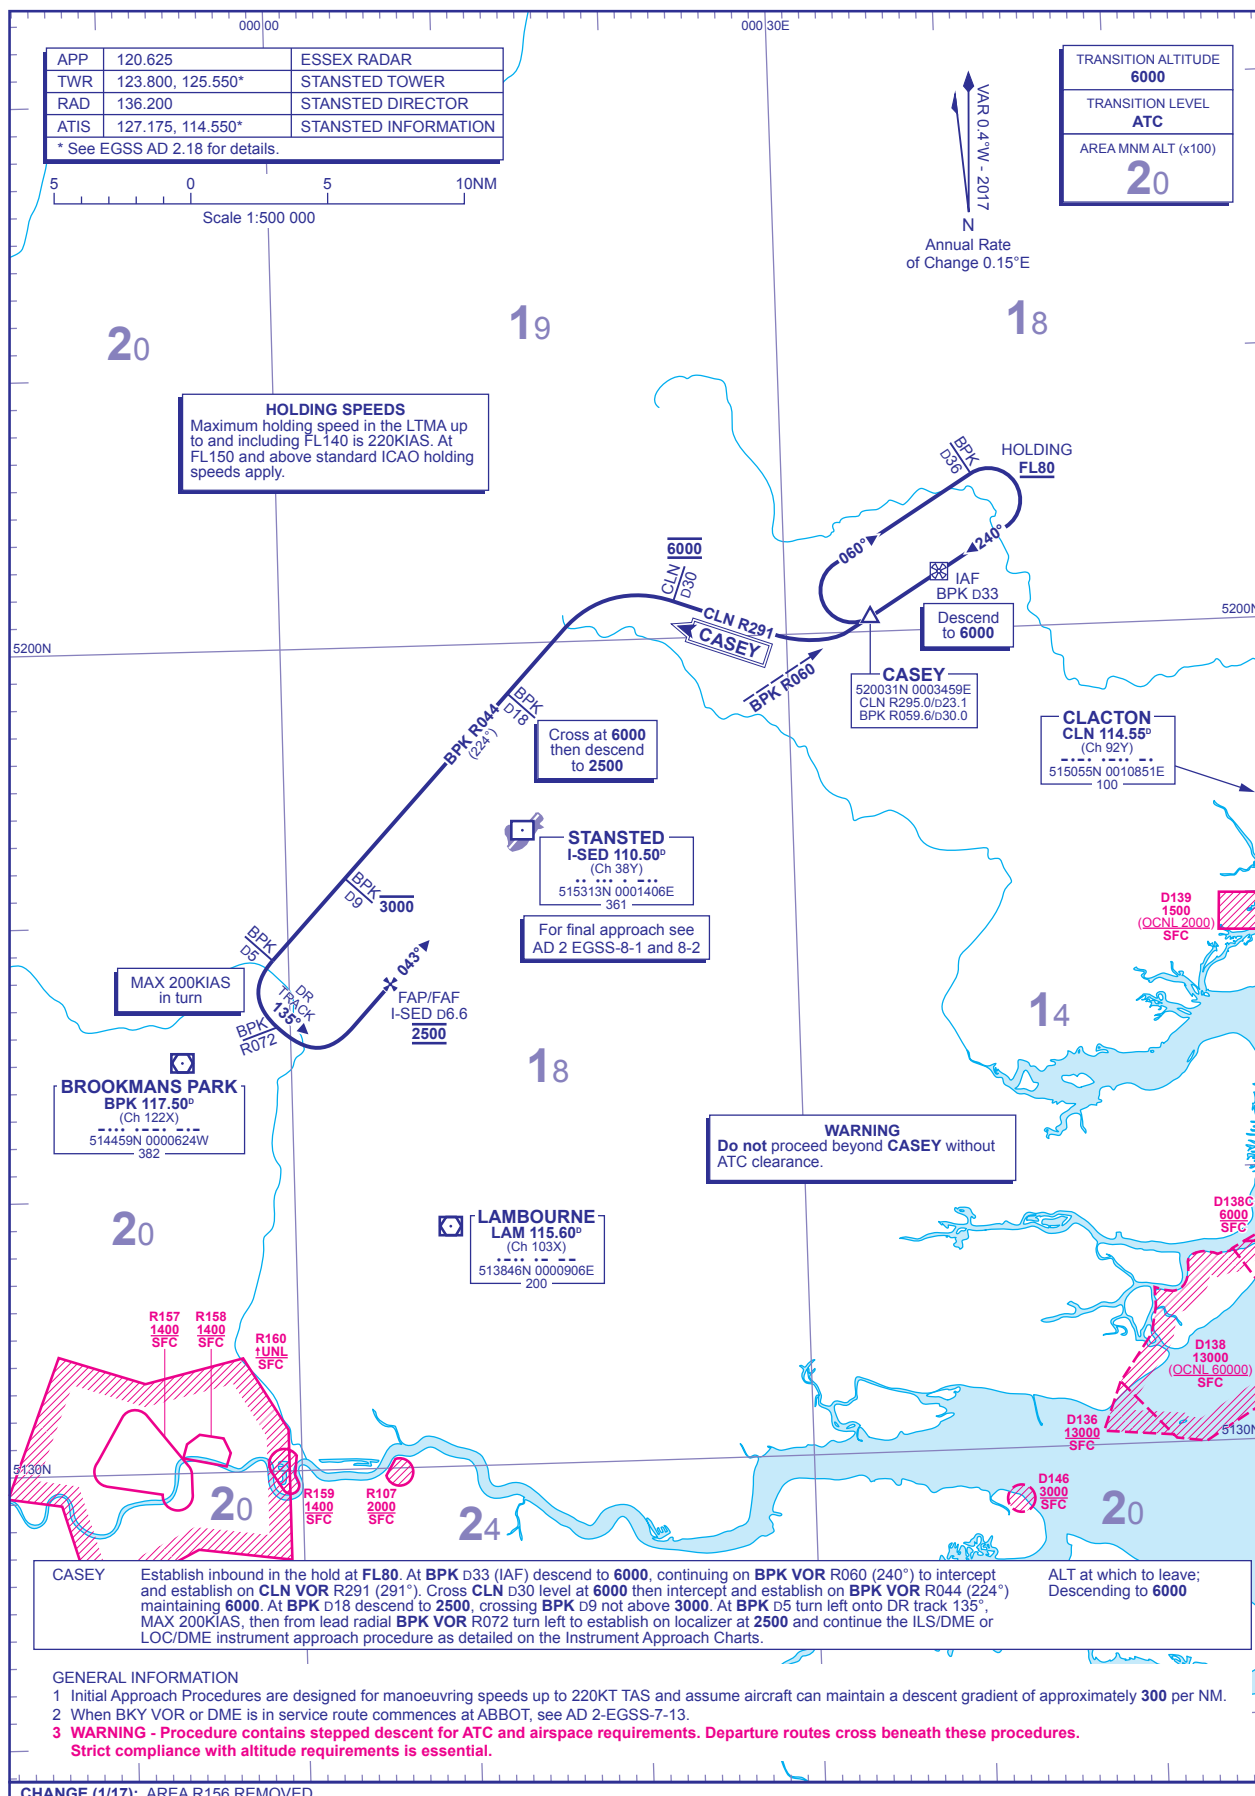 000 00
000 30E
APP 120.625 ESSEX RADAR
TWR 123.800, 125.550* STANSTED TOWER
RAD 136.200 STANSTED DIRECTOR
ATIS 127.175, 114.550* STANSTED INFORMATION
* See EGSS AD 2.18 for details.
5 0 5 10NM
Scale 1:500 000
VAR 0.4°W - 2017
N
Annual Rate
of Change 0.15°E
TRANSITION ALTITUDE
6000
TRANSITION LEVEL
ATC
AREA MNM ALT (x100)
20
20
19
18
HOLDING SPEEDS
Maximum holding speed in the LTMA up
to and including FL140 is 220KIAS. At
FL150 and above standard ICAO holding
speeds apply.
BPK
D36
HOLDING
FL80
060°
240°
IAF
BPK D33
Descend
to 6000
6000
CLN
D30
CLN R291
CASEY
BPK R060
5200N
5200N
CASEY
520031N 0003459E
CLN R295.0/D23.1
BPK R059.6/D30.0
CLACTON
CLN 114.55D
(Ch 92Y)
515055N 0010851E
100
BPK R044
(224°)
BPK
D18
Cross at 6000
then descend
to 2500
STANSTED
I-SED 110.50D
(Ch 38Y)
515313N 0001406E
361
For final approach see
AD 2 EGSS-8-1 and 8-2
BPK
D9
3000
BPK
D5
MAX 200KIAS
in turn
DR
TRACK
135°
BPK
R072
043°
FAP/FAF
I-SED D6.6
2500
D139
1500
(OCNL 2000)
SFC
14
18
BROOKMANS PARK
BPK 117.50D
(Ch 122X)
514459N 0000624W
382
WARNING
Do not proceed beyond CASEY without
ATC clearance.
20
LAMBOURNE
LAM 115.60D
(Ch 103X)
513846N 0000906E
200
D138C
6000
SFC
R157
1400
SFC
R158
1400
SFC
R160
↑UNL
SFC
D138
13000
(OCNL 60000)
SFC
D136
13000
SFC
5130N
5130N
R159
1400
SFC
R107
2000
SFC
D146
3000
SFC
20
24
20
CASEY
Establish inbound in the hold at FL80. At BPK D33 (IAF) descend to 6000, continuing on BPK VOR R060 (240°) to intercept
and establish on CLN VOR R291 (291°). Cross CLN D30 level at 6000 then intercept and establish on BPK VOR R044 (224°)
maintaining 6000. At BPK D18 descend to 2500, crossing BPK D9 not above 3000. At BPK D5 turn left onto DR track 135°,
MAX 200KIAS, then from lead radial BPK VOR R072 turn left to establish on localizer at 2500 and continue the ILS/DME or
LOC/DME instrument approach procedure as detailed on the Instrument Approach Charts.
ALT at which to leave;
Descending to 6000
GENERAL INFORMATION
1 Initial Approach Procedures are designed for manoeuvring speeds up to 220KT TAS and assume aircraft can maintain a descent gradient of approximately 300 per NM.
2 When BKY VOR or DME is in service route commences at ABBOT, see AD 2-EGSS-7-13.
3 WARNING - Procedure contains stepped descent for ATC and airspace requirements. Departure routes cross beneath these procedures.
Strict compliance with altitude requirements is essential.
CHANGE (1/17): AREA R156 REMOVED